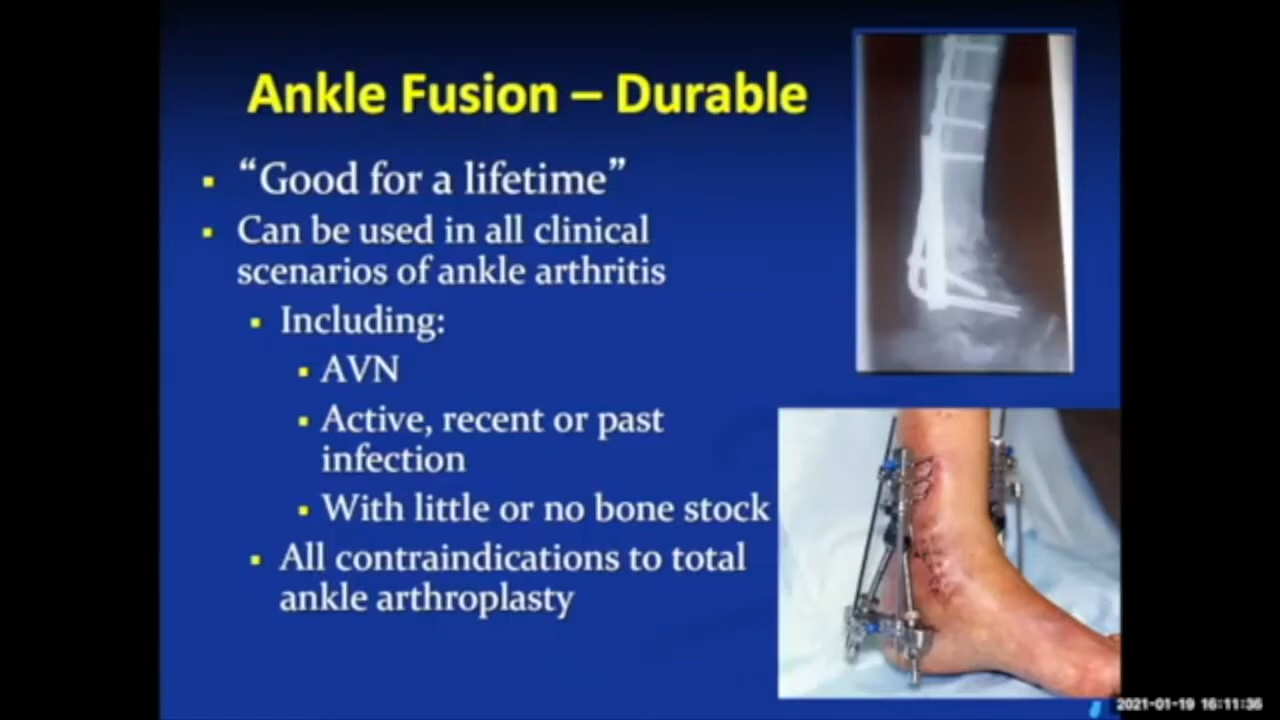 Ankle Fusion – Durable
▪ “Good for a lifetime”
▪ Can be used in all clinical
scenarios of ankle arthritis
▪ Including:
▪ AVN
▪ Active, recent or past
infection
▪ With little or no bone stock
▪ All contraindications to total
ankle arthroplasty
2021-01-19 16:11:36